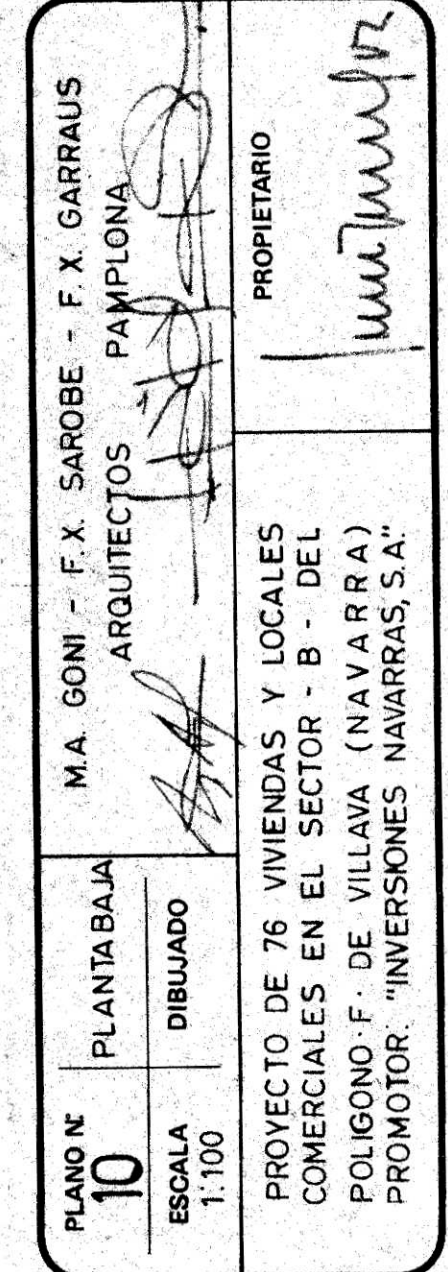 PLANO Nº
10
PLANTA BAJA
ESCALA
1:100
DIBUJADO
M.A. GONI - F.X. SAROBE - F.X. GARRAUS
ARQUITECTOS PAMPLONA
PROYECTO DE 76 VIVIENDAS Y LOCALES
COMERCIALES EN EL SECTOR - B - DEL
POLIGONO · F · DE VILLAVA (NAVARRA)
PROMOTOR: "INVERSIONES NAVARRAS, S.A."
PROPIETARIO